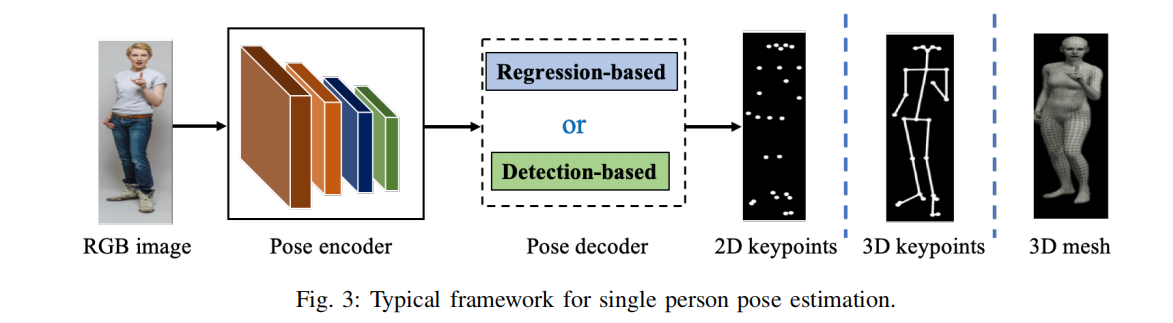 Regression-based
or
Detection-based
RGB image
Pose encoder
Pose decoder
2D keypoints
3D keypoints
3D mesh
Fig. 3: Typical framework for single person pose estimation.